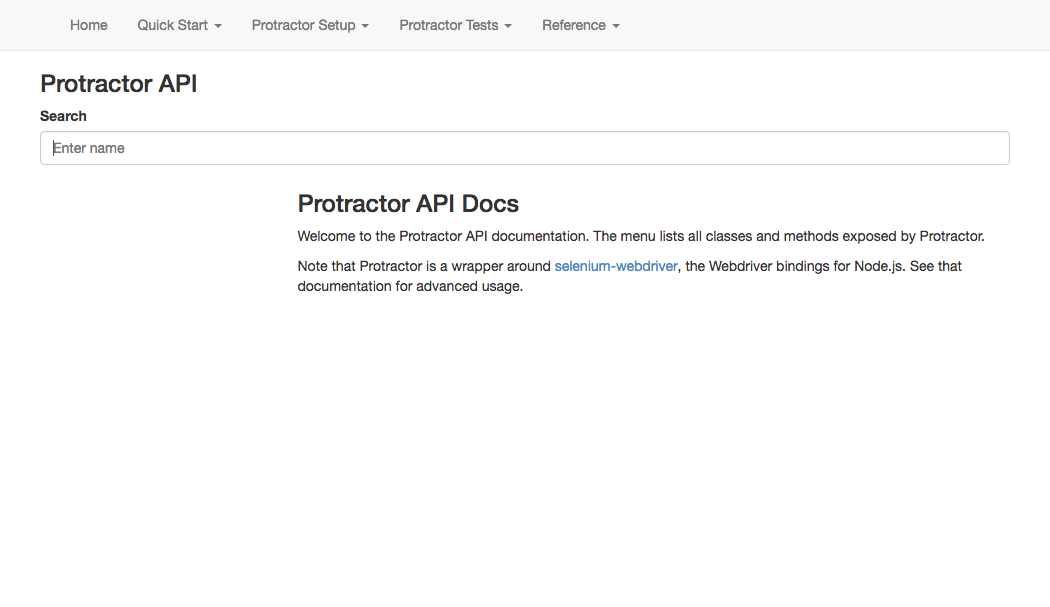 Home Quick Start Protractor Setup Protractor Tests Reference
Protractor API
Search
Enter name
Protractor API Docs
Welcome to the Protractor API documentation. The menu lists all classes and methods exposed by Protractor.
Note that Protractor is a wrapper around selenium-webdriver, the Webdriver bindings for Node.js. See that
documentation for advanced usage.